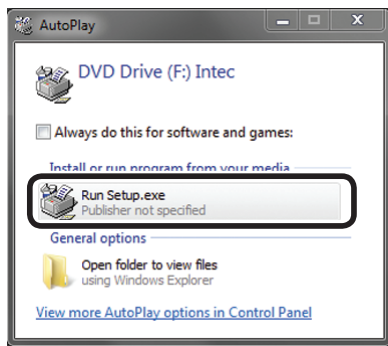 AutoPlay
DVD Drive (F:) Intec
Always do this for software and games:
Install or run program from your media
Run Setup.exe
Publisher not specified
General options
Open folder to view files
using Windows Explorer
View more AutoPlay options in Control Panel